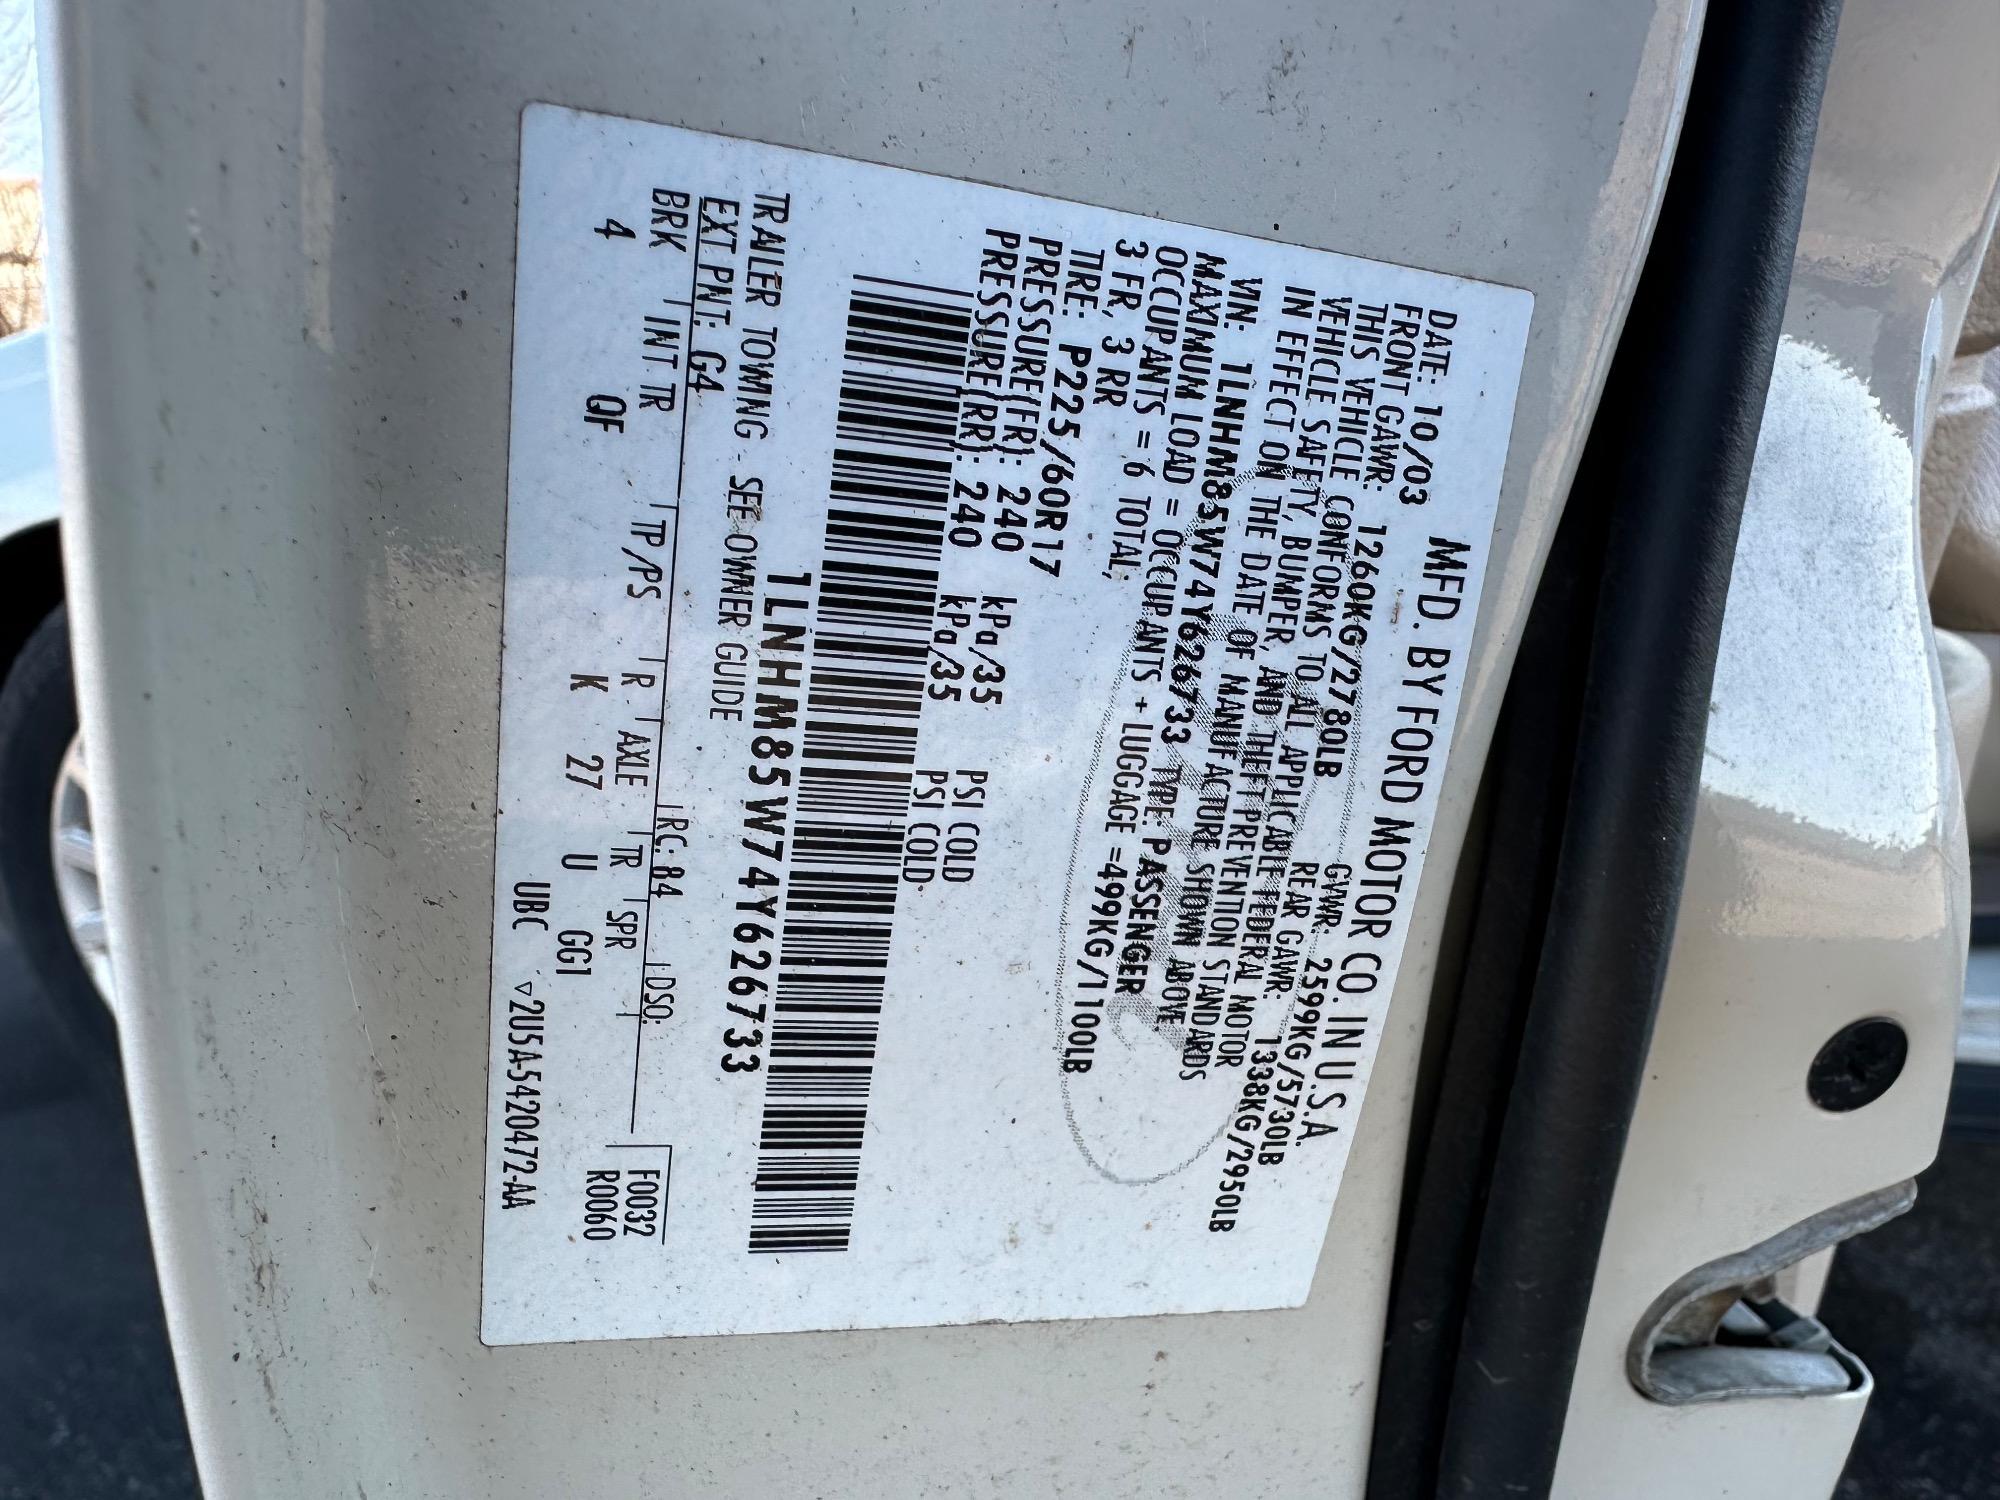 MFD. BY FORD MOTOR CO. IN U.S.A.
DATE: 10/03 GVWR: 2599KG/5730LB
FRONT GAWR: 1260KG/2780LB REAR GAWR: 1338KG/2950LB
THIS VEHICLE CONFORMS TO ALL APPLICABLE FEDERAL MOTOR
VEHICLE SAFETY, BUMPER, AND THEFT PREVENTION STANDARDS
IN EFFECT ON THE DATE OF MANUFACTURE SHOWN ABOVE.
VIN: 1LNHM85W74Y626733 TYPE: PASSENGER
MAXIMUM LOAD = OCCUPANTS + LUGGAGE =499KG/1100LB
OCCUPANTS = 6 TOTAL;
3 FR, 3 RR
TIRE: P225/60R17
PRESSURE(FR): 240 kPa/35 PSI COLD
PRESSURE(RR): 240 kPa/35 PSI COLD
1LNHM85W74Y626733
TRAILER TOWING - SEE OWNER GUIDE
EXT PNT: G4 RC: 84 DSO: F0032
BRK INT TR TP/PS R AXLE TR SPR R0060
4 QF K 27 U GG1
UBC ▽2U5A-5420472-AA